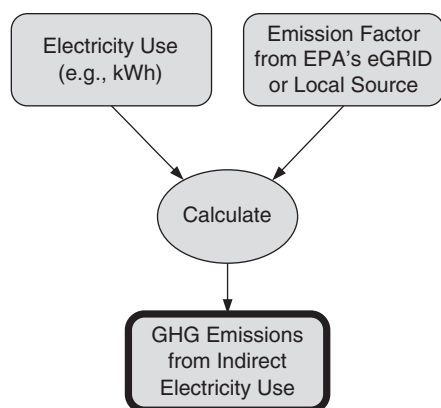 Electricity Use
(e.g., kWh)
Emission Factor
from EPA's eGRID
or Local Source
Calculate
GHG Emissions
from Indirect
Electricity Use